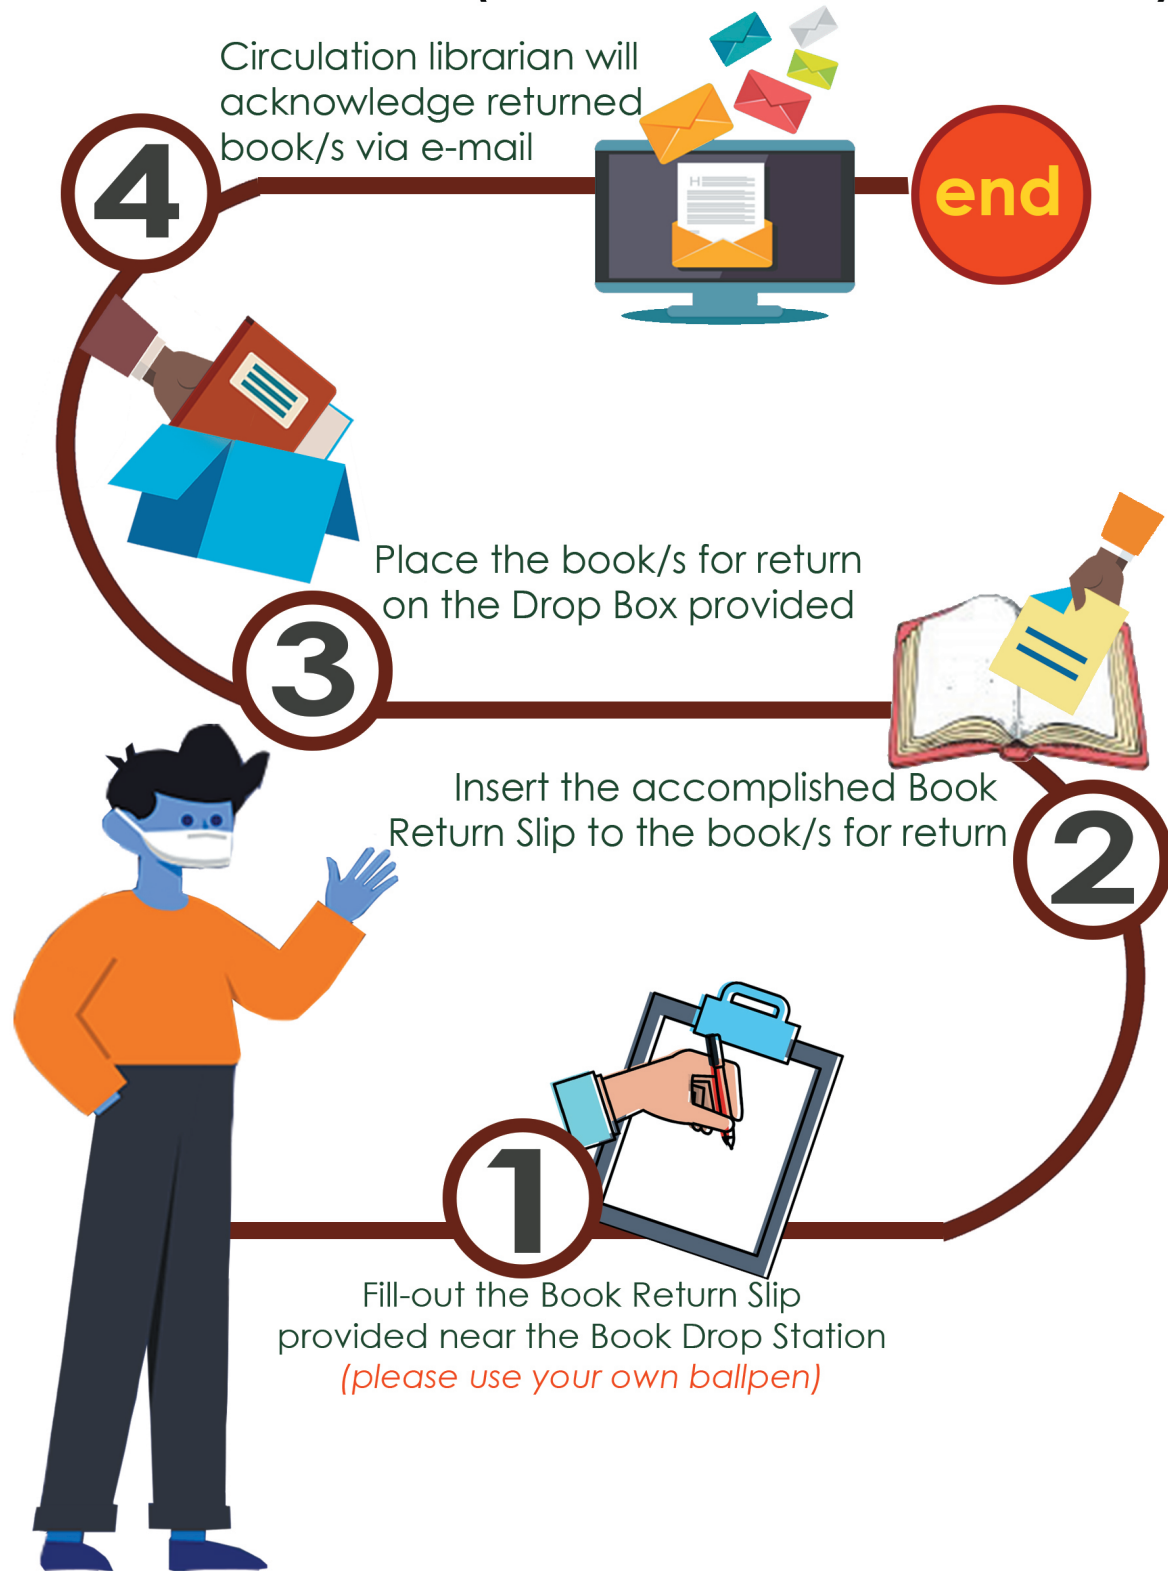 Circulation librarian will
acknowledge returned
book/s via e-mail
4
end
Place the book/s for return
on the Drop Box provided
3
Insert the accomplished Book
Return Slip to the book/s for return
2
1
Fill-out the Book Return Slip
provided near the Book Drop Station
(please use your own ballpen)